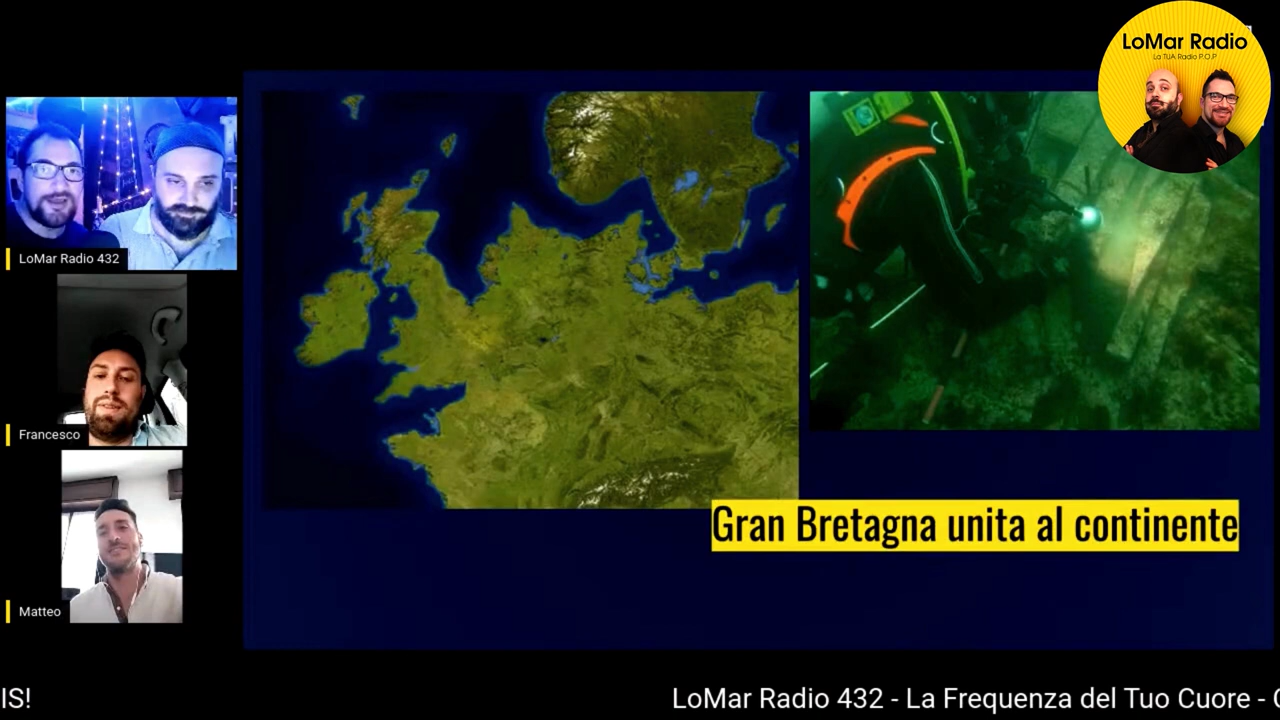 LoMar Radio
La TUA Radio P.O.P
LoMar Radio 432
Francesco
Matteo
Gran Bretagna unita al continente
IS!
LoMar Radio 432 - La Frequenza del Tuo Cuore -